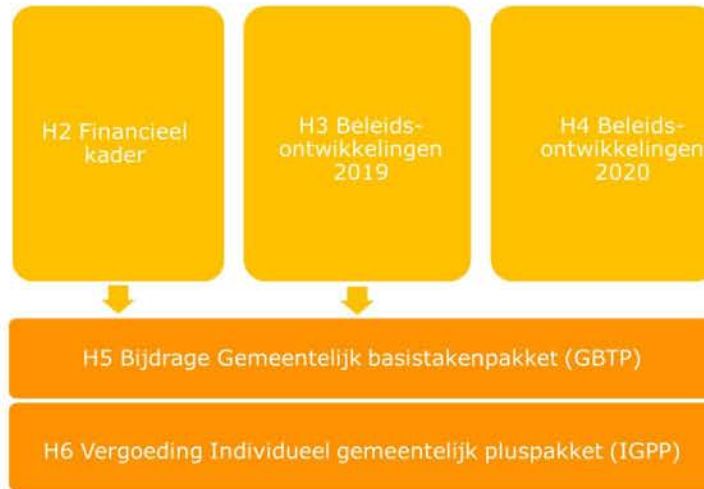 H2 Financieel
kader
H3 Beleids-
ontwikkelingen
2019
H4 Beleids-
ontwikkelingen
2020
H5 Bijdrage Gemeentelijk basistakenpakket (GBTP)
H6 Vergoeding Individueel gemeentelijk pluspakket (IGPP)